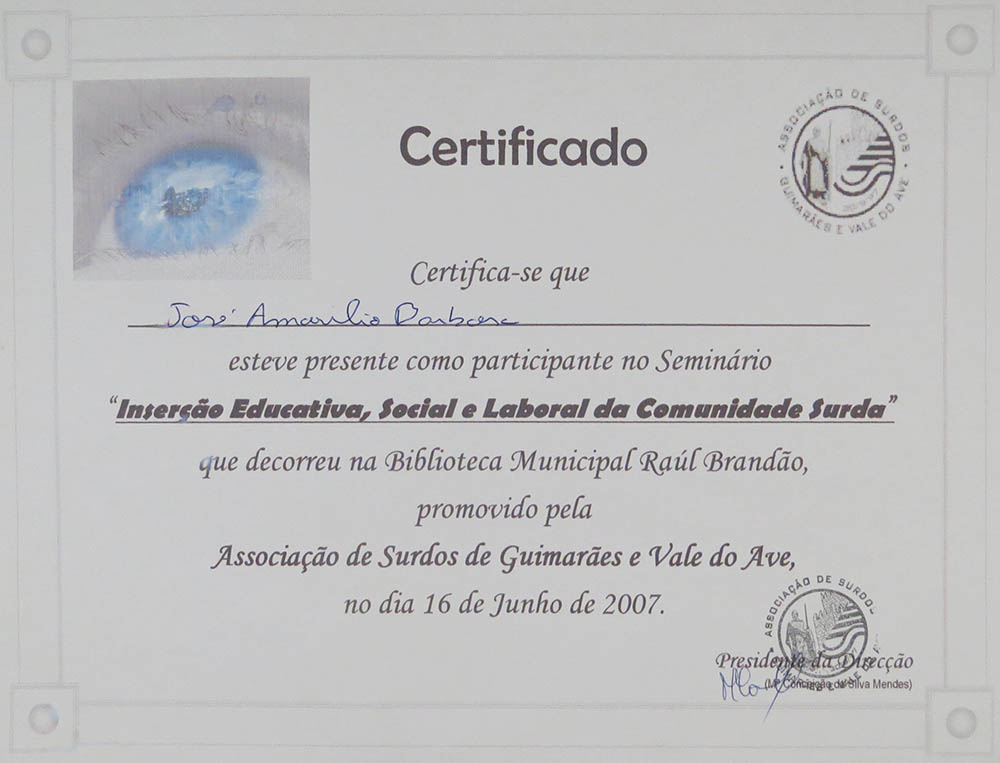 Certificado
ASSOCIAÇÃO DE SURDOS
GUIMARÃES E VALE DO AVE
Certifica-se que
José Amarilio Barbosa
esteve presente como participante no Seminário
“Inserção Educativa, Social e Laboral da Comunidade Surda”
que decorreu na Biblioteca Municipal Raúl Brandão,
promovido pela
Associação de Surdos de Guimarães e Vale do Ave,
no dia 16 de Junho de 2007.
ASSOCIAÇÃO DE SURDOS
Presidente da Direcção
(Mª Conceição da Silva Mendes)